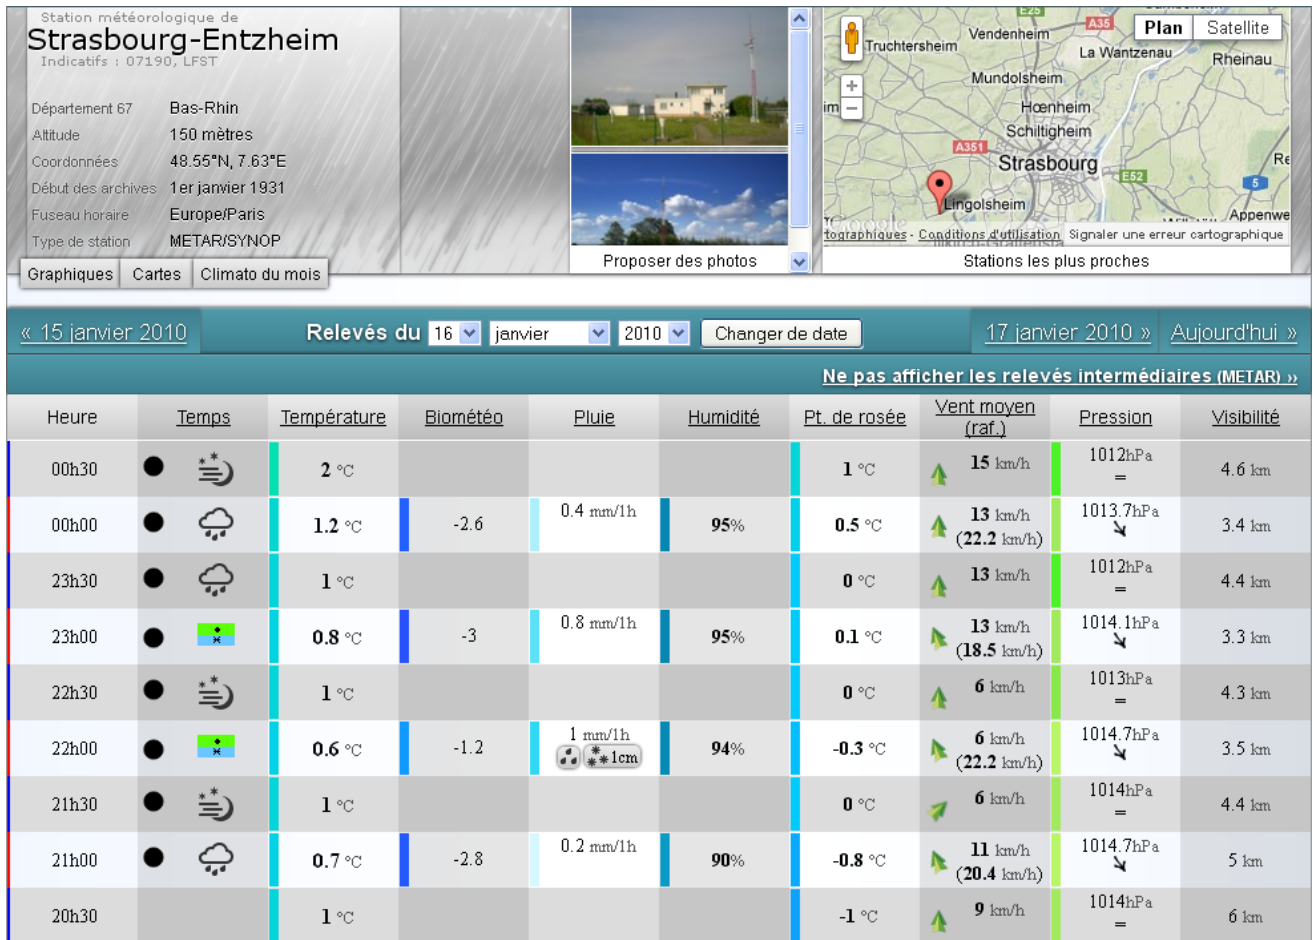 Station météorologique de
Strasbourg-Entzheim
Indicatifs : 07190, LFST
Département 67 Bas-Rhin
Altitude 150 mètres
Coordonnées 48.55°N, 7.63°E
Début des archives 1er janvier 1931
Fuseau horaire Europe/Paris
Type de station METAR/SYNOP
Graphiques Cartes Climato du mois
Proposer des photos
E25
A35
Plan Satellite
Vendenheim
Truchtersheim
La Wantzenau
Rheinau
Mundolsheim
Hœnheim
Schiltigheim
A351
Strasbourg
E52
5
Lingolsheim
Appenwe
Google
tographiques - Conditions d'utilisation Signaler une erreur cartographique
Stations les plus proches
« 15 janvier 2010 Relevés du 16 janvier 2010 Changer de date 17 janvier 2010 » Aujourd'hui »
Ne pas afficher les relevés intermédiaires (METAR) »
Heure Temps Température Biométéo Pluie Humidité Pt. de rosée Vent moyen (raf.) Pression Visibilité
00h30 2 °C 1 °C 15 km/h 1012hPa = 4.6 km
00h00 1.2 °C -2.6 0.4 mm/1h 95% 0.5 °C 13 km/h (22.2 km/h) 1013.7hPa 3.4 km
23h30 1 °C 0 °C 13 km/h 1012hPa = 4.4 km
23h00 0.8 °C -3 0.8 mm/1h 95% 0.1 °C 13 km/h (18.5 km/h) 1014.1hPa 3.3 km
22h30 1 °C 0 °C 6 km/h 1013hPa = 4.3 km
22h00 0.6 °C -1.2 1 mm/1h 1cm 94% -0.3 °C 6 km/h (22.2 km/h) 1014.7hPa 3.5 km
21h30 1 °C 0 °C 6 km/h 1014hPa = 4.4 km
21h00 0.7 °C -2.8 0.2 mm/1h 90% -0.8 °C 11 km/h (20.4 km/h) 1014.7hPa 5 km
20h30 1 °C -1 °C 9 km/h 1014hPa = 6 km